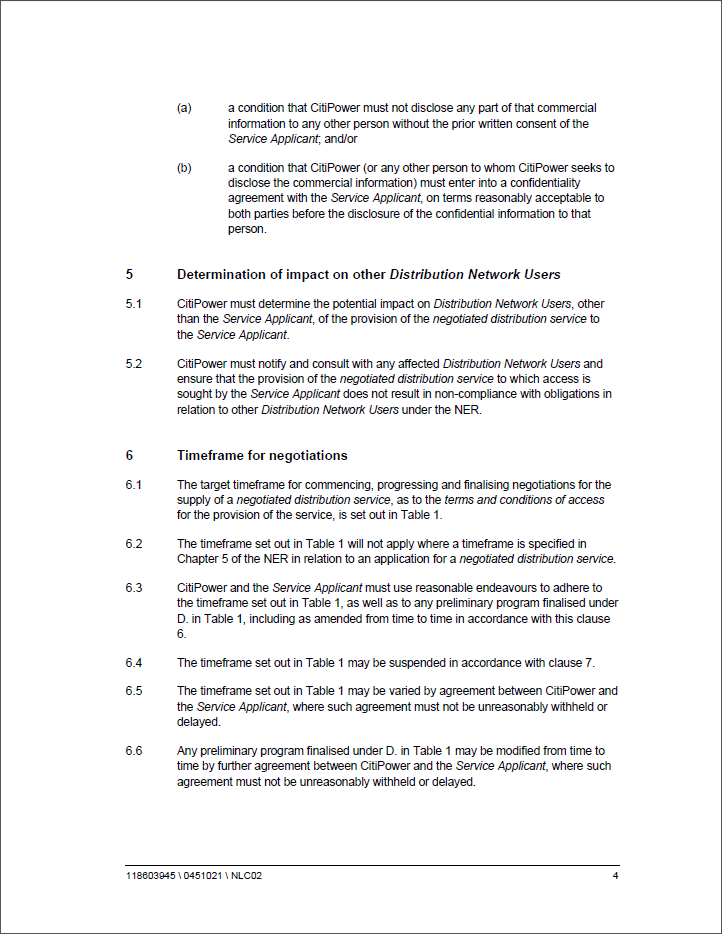 (a) a condition that CitiPower must not disclose any part of that commercial
information to any other person without the prior written consent of the
Service Applicant; and/or
(b) a condition that CitiPower (or any other person to whom CitiPower seeks to
disclose the commercial information) must enter into a confidentiality
agreement with the Service Applicant, on terms reasonably acceptable to
both parties before the disclosure of the confidential information to that
person.
5 Determination of impact on other Distribution Network Users
5.1 CitiPower must determine the potential impact on Distribution Network Users, other
than the Service Applicant, of the provision of the negotiated distribution service to
the Service Applicant.
5.2 CitiPower must notify and consult with any affected Distribution Network Users and
ensure that the provision of the negotiated distribution service to which access is
sought by the Service Applicant does not result in non-compliance with obligations in
relation to other Distribution Network Users under the NER.
6 Timeframe for negotiations
6.1 The target timeframe for commencing, progressing and finalising negotiations for the
supply of a negotiated distribution service, as to the terms and conditions of access
for the provision of the service, is set out in Table 1.
6.2 The timeframe set out in Table 1 will not apply where a timeframe is specified in
Chapter 5 of the NER in relation to an application for a negotiated distribution service.
6.3 CitiPower and the Service Applicant must use reasonable endeavours to adhere to
the timeframe set out in Table 1, as well as to any preliminary program finalised under
D. in Table 1, including as amended from time to time in accordance with this clause
6.
6.4 The timeframe set out in Table 1 may be suspended in accordance with clause 7.
6.5 The timeframe set out in Table 1 may be varied by agreement between CitiPower and
the Service Applicant, where such agreement must not be unreasonably withheld or
delayed.
6.6 Any preliminary program finalised under D. in Table 1 may be modified from time to
time by further agreement between CitiPower and the Service Applicant, where such
agreement must not be unreasonably withheld or delayed.
118603945 \ 0451021 \ NLC02 4